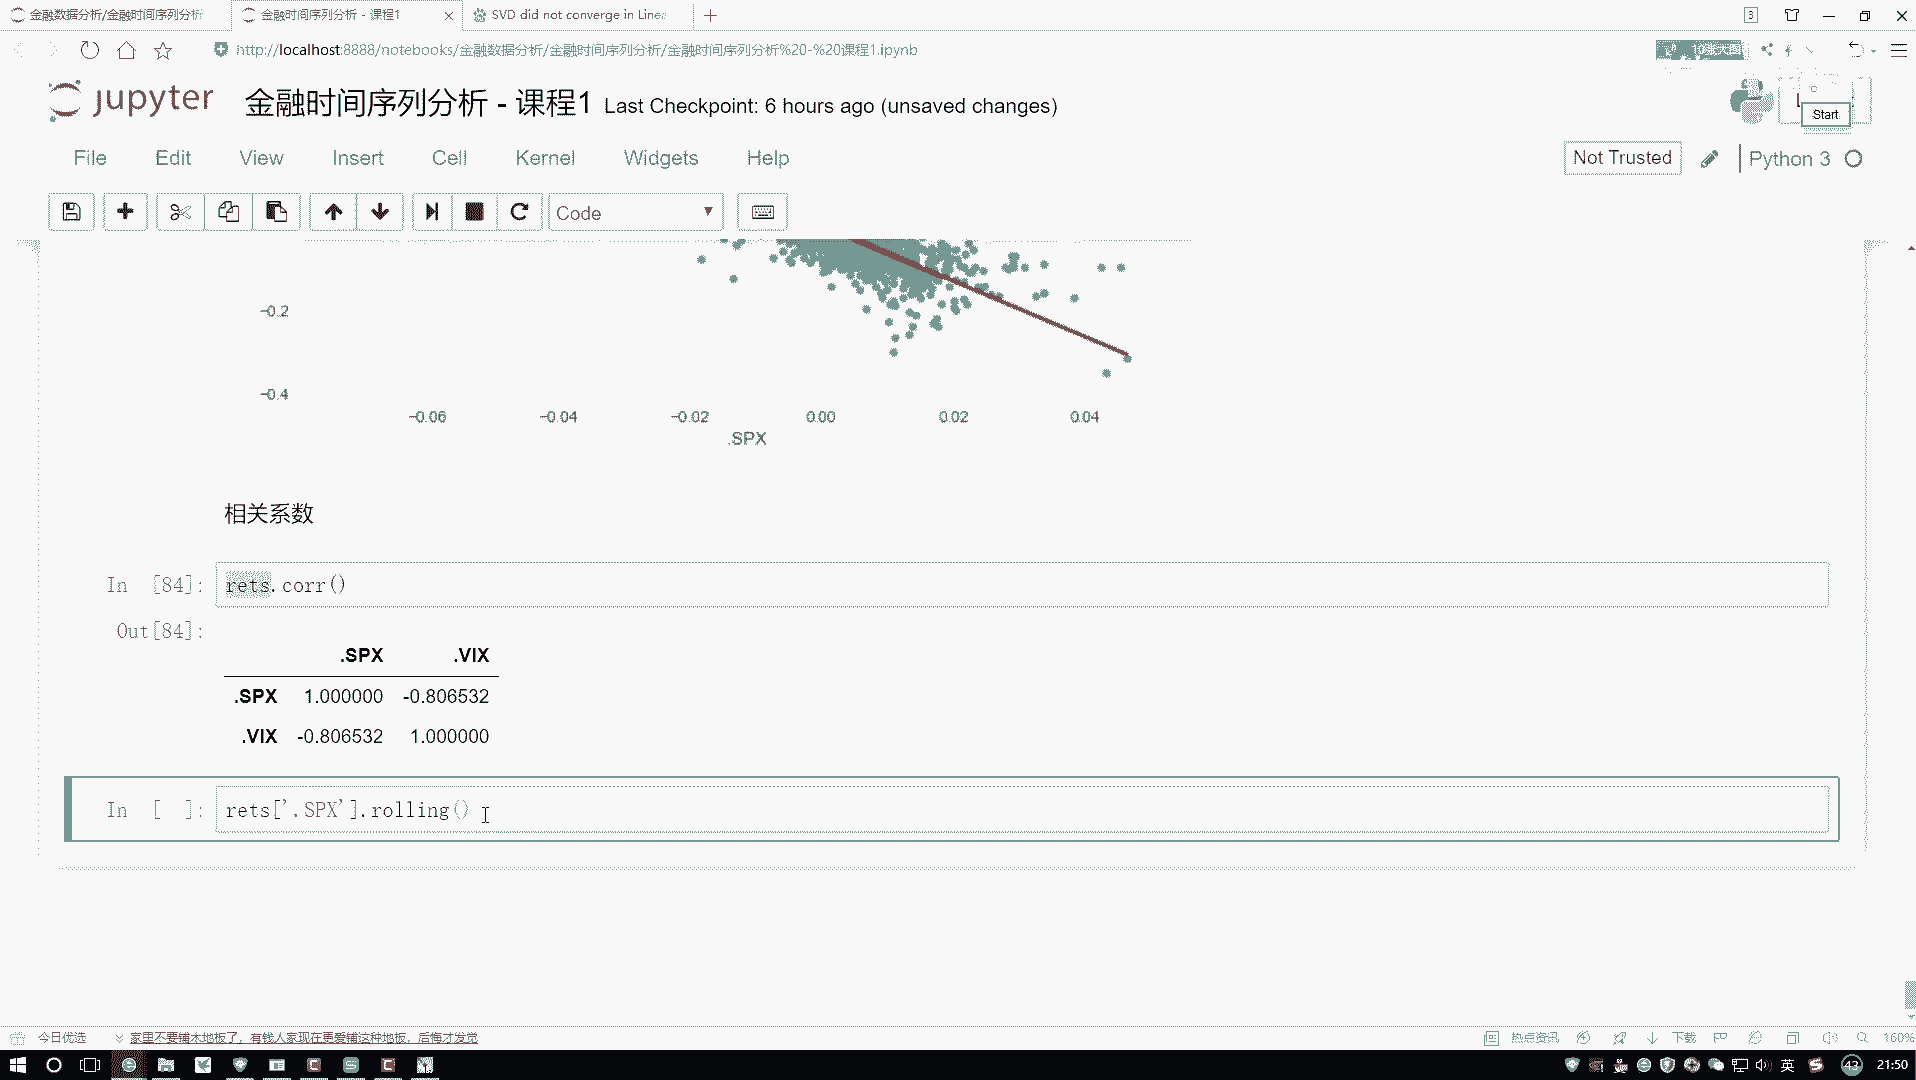 金融数据分析/金融时间序列分析
金融时间序列分析 - 课程1
SVD did not converge in Linea
3
http://localhost:8888/notebooks/金融数据分析/金融时间序列分析/金融时间序列分析%20-%20课程1.ipynb
jupyter
金融时间序列分析 - 课程1
Last Checkpoint: 6 hours ago (unsaved changes)
Start
File Edit View Insert Cell Kernel Widgets Help
Not Trusted
Python 3
Code
−0.2
−0.4
−0.06 −0.04 −0.02 0.00 0.02 0.04
.SPX
相关系数
In [84]: rets.corr()
Out[84]:
.SPX .VIX
.SPX 1.000000 -0.806532
.VIX -0.806532 1.000000
In [ ]: rets['.SPX'].rolling()
今日优选
家里不要铺木地板了，有钱人家现在更爱铺这种地板，后悔才发觉
热点资讯
下载
160%
英
43
21:50